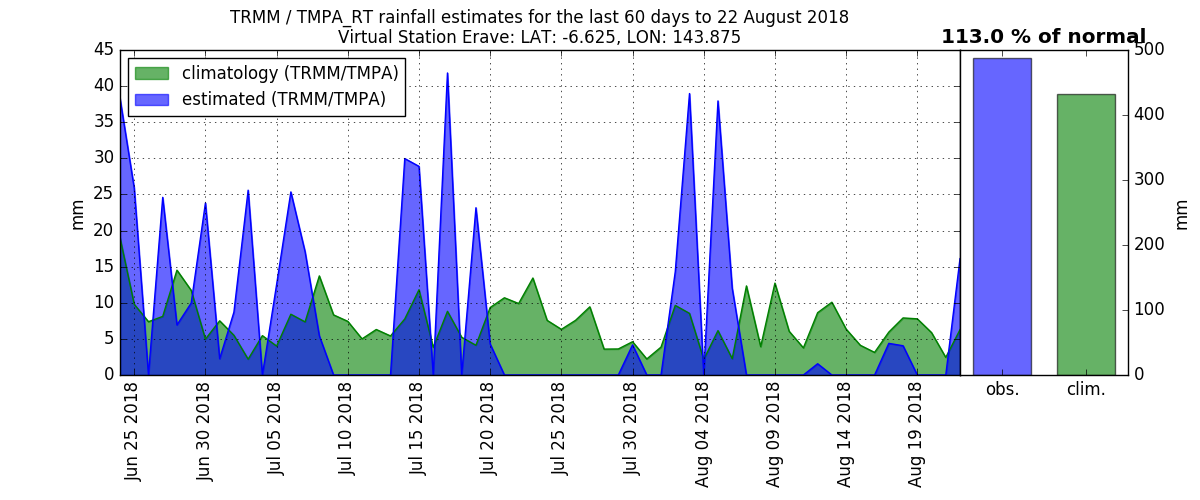 TRMM / TMPA_RT rainfall estimates for the last 60 days to 22 August 2018
Virtual Station Erave: LAT: -6.625, LON: 143.875
113.0 % of normal
climatology (TRMM/TMPA)
estimated (TRMM/TMPA)
mm
45
40
35
30
25
20
15
10
5
0
Jun 25 2018
Jun 30 2018
Jul 05 2018
Jul 10 2018
Jul 15 2018
Jul 20 2018
Jul 25 2018
Jul 30 2018
Aug 04 2018
Aug 09 2018
Aug 14 2018
Aug 19 2018
obs.
clim.
500
400
300
200
100
0
mm